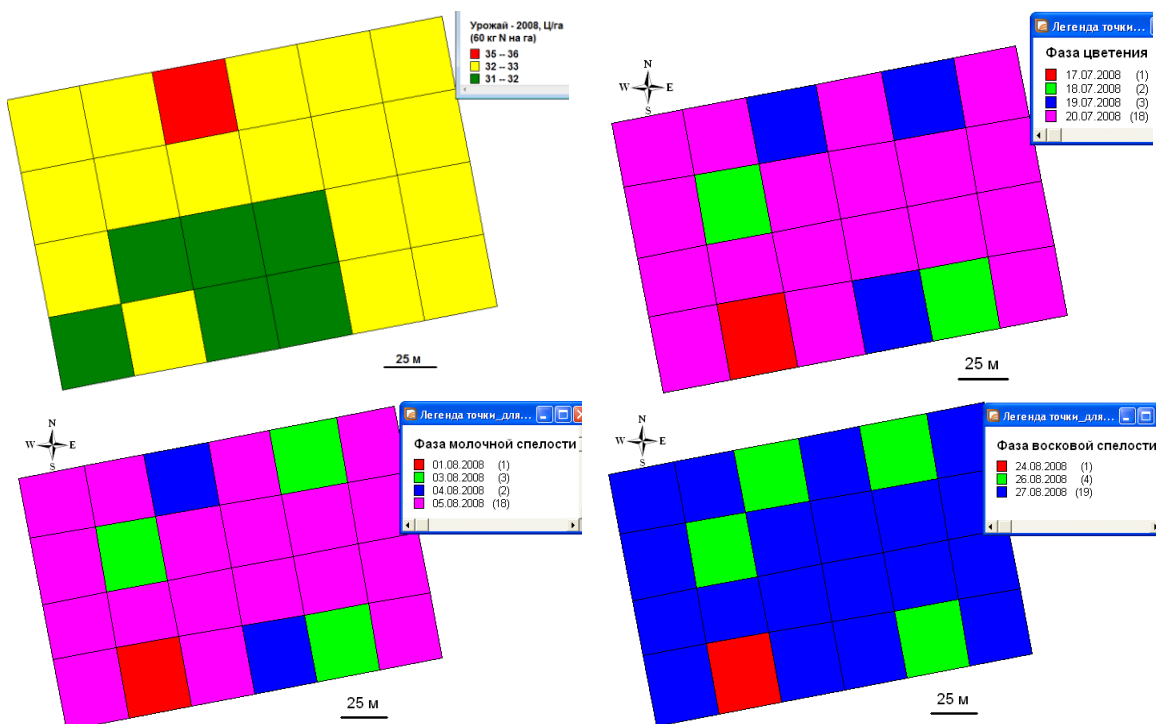 Урожай - 2008, Ц/га
(60 кг N на га)
35 -- 36
32 -- 33
31 -- 32
25 м
Легенда точки...
Фаза цветения
17.07.2008 (1)
18.07.2008 (2)
19.07.2008 (3)
20.07.2008 (18)
N
W E
S
25 м
Легенда точки_для...
Фаза молочной спелости
01.08.2008 (1)
03.08.2008 (3)
04.08.2008 (2)
05.08.2008 (18)
N
W E
S
25 м
Легенда точки_для...
Фаза восковой спелости
24.08.2008 (1)
26.08.2008 (4)
27.08.2008 (19)
N
W E
S
25 м